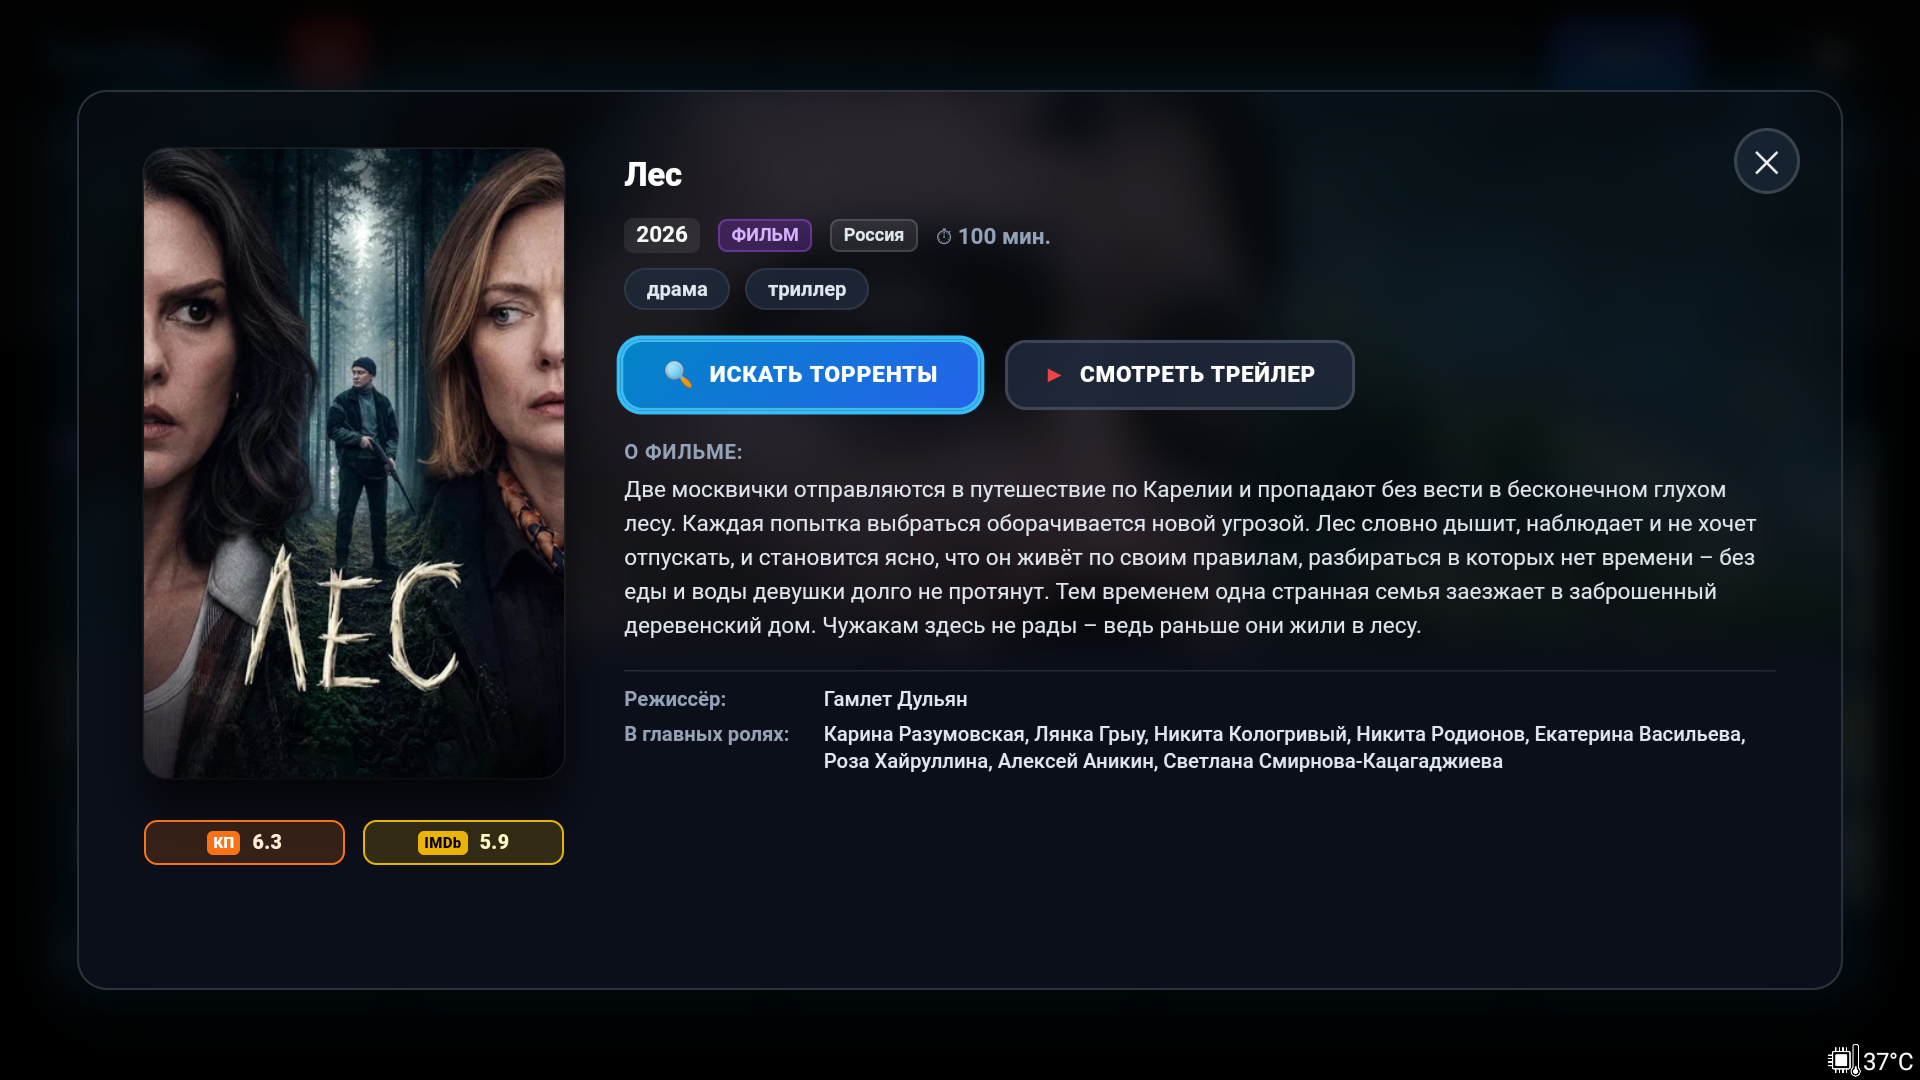 Лес
2026 ФИЛЬМ Россия 100 мин.
драма триллер
ИСКАТЬ ТОРРЕНТЫ СМОТРЕТЬ ТРЕЙЛЕР
О ФИЛЬМЕ:
Две москвички отправляются в путешествие по Карелии и пропадают без вести в бесконечном глухом
лесу. Каждая попытка выбраться оборачивается новой угрозой. Лес словно дышит, наблюдает и не хочет
отпускать, и становится ясно, что он живёт по своим правилам, разбираться в которых нет времени – без
еды и воды девушки долго не протянут. Тем временем одна странная семья заезжает в заброшенный
деревенский дом. Чужакам здесь не рады – ведь раньше они жили в лесу.
Режиссёр: Гамлет Дульян
В главных ролях: Карина Разумовская, Лянка Грыу, Никита Кологривый, Никита Родионов, Екатерина Васильева,
Роза Хайруллина, Алексей Аникин, Светлана Смирнова-Кацагаджиева
ЛЕС
КП 6.3
IMDb 5.9
37°C